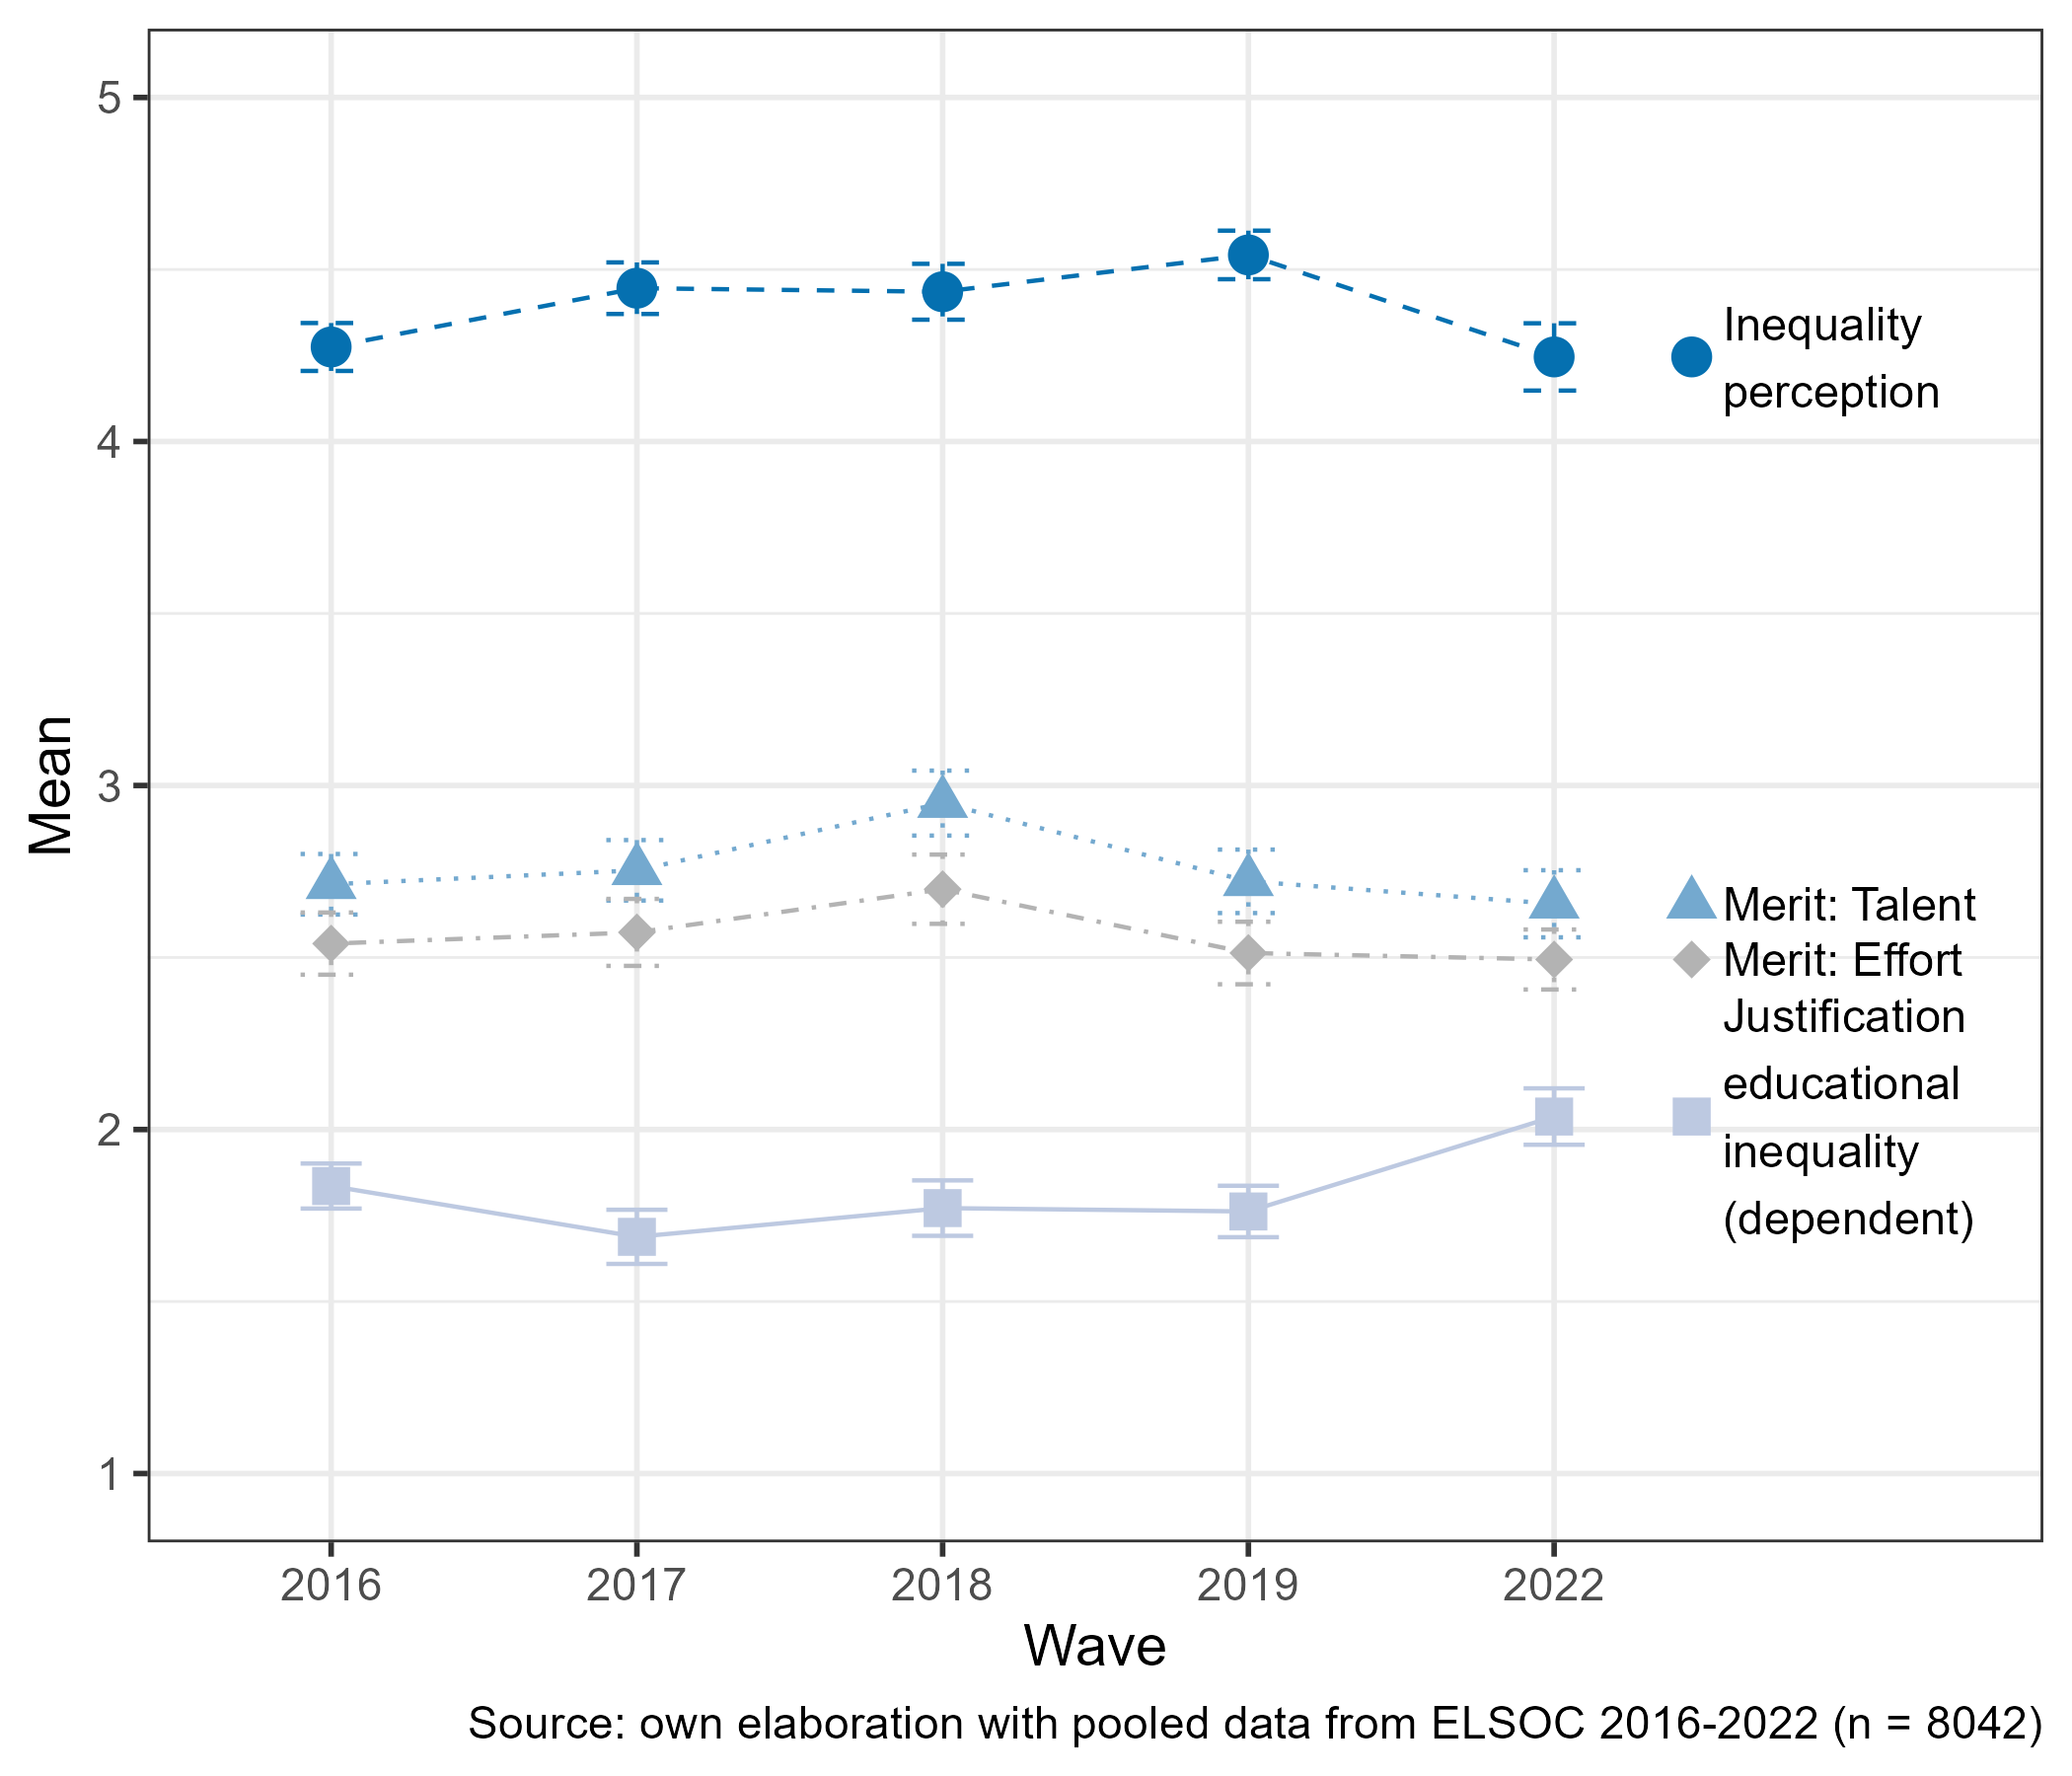 5
4
3
2
1
Mean
Inequality
perception
Merit: Talent
Merit: Effort
Justification
educational
inequality
(dependent)
2016 2017 2018 2019 2022
Wave
Source: own elaboration with pooled data from ELSOC 2016-2022 (n = 8042)